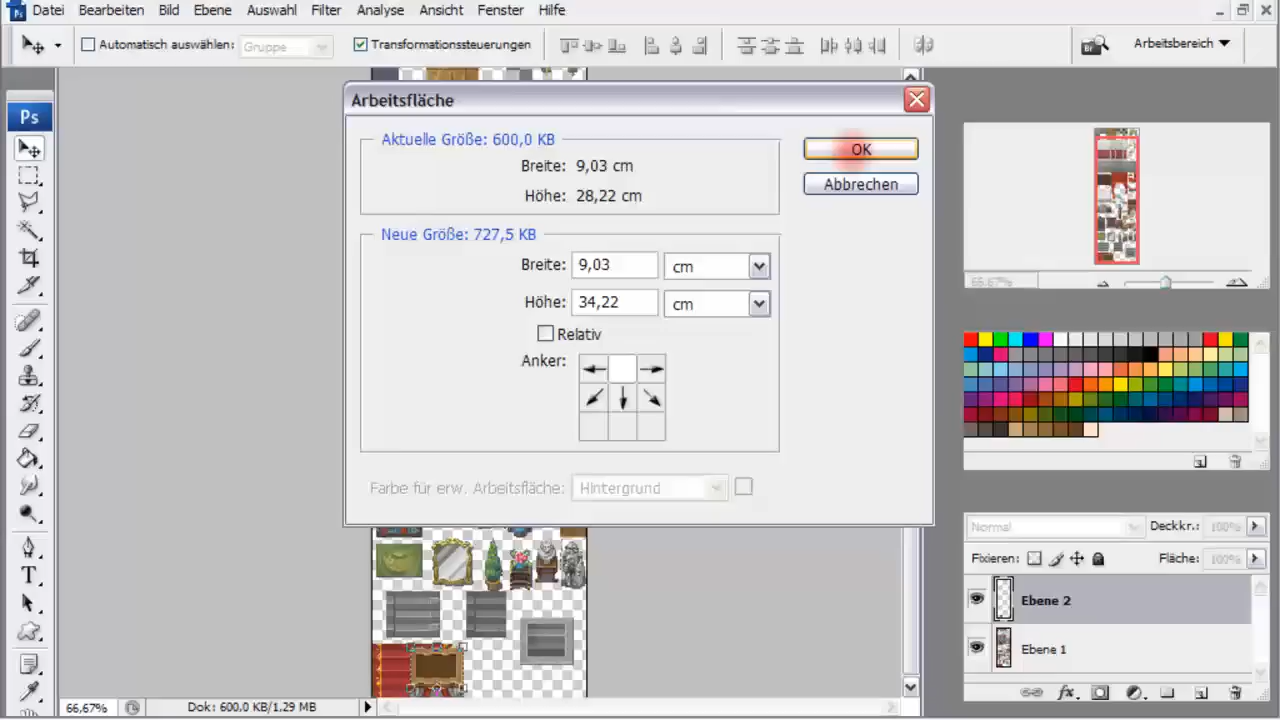 Ps Datei Bearbeiten Bild Ebene Auswahl Filter Analyse Ansicht Fenster Hilfe
Automatisch auswählen: Gruppe Transformationssteuerungen Arbeitsbereich
Ps
Arbeitsfläche
Aktuelle Größe: 600,0 KB
Breite: 9,03 cm
Höhe: 28,22 cm
OK
Abbrechen
Neue Größe: 727,5 KB
Breite: 9,03 cm
Höhe: 34,22 cm
Relativ
Anker:
Farbe für erw. Arbeitsfläche: Hintergrund
66,67%
Normal Deckkr.: 100%
Fixieren: Fläche: 100%
Ebene 2
Ebene 1
fx
T
66,67% Dok: 600,0 KB/1,29 MB